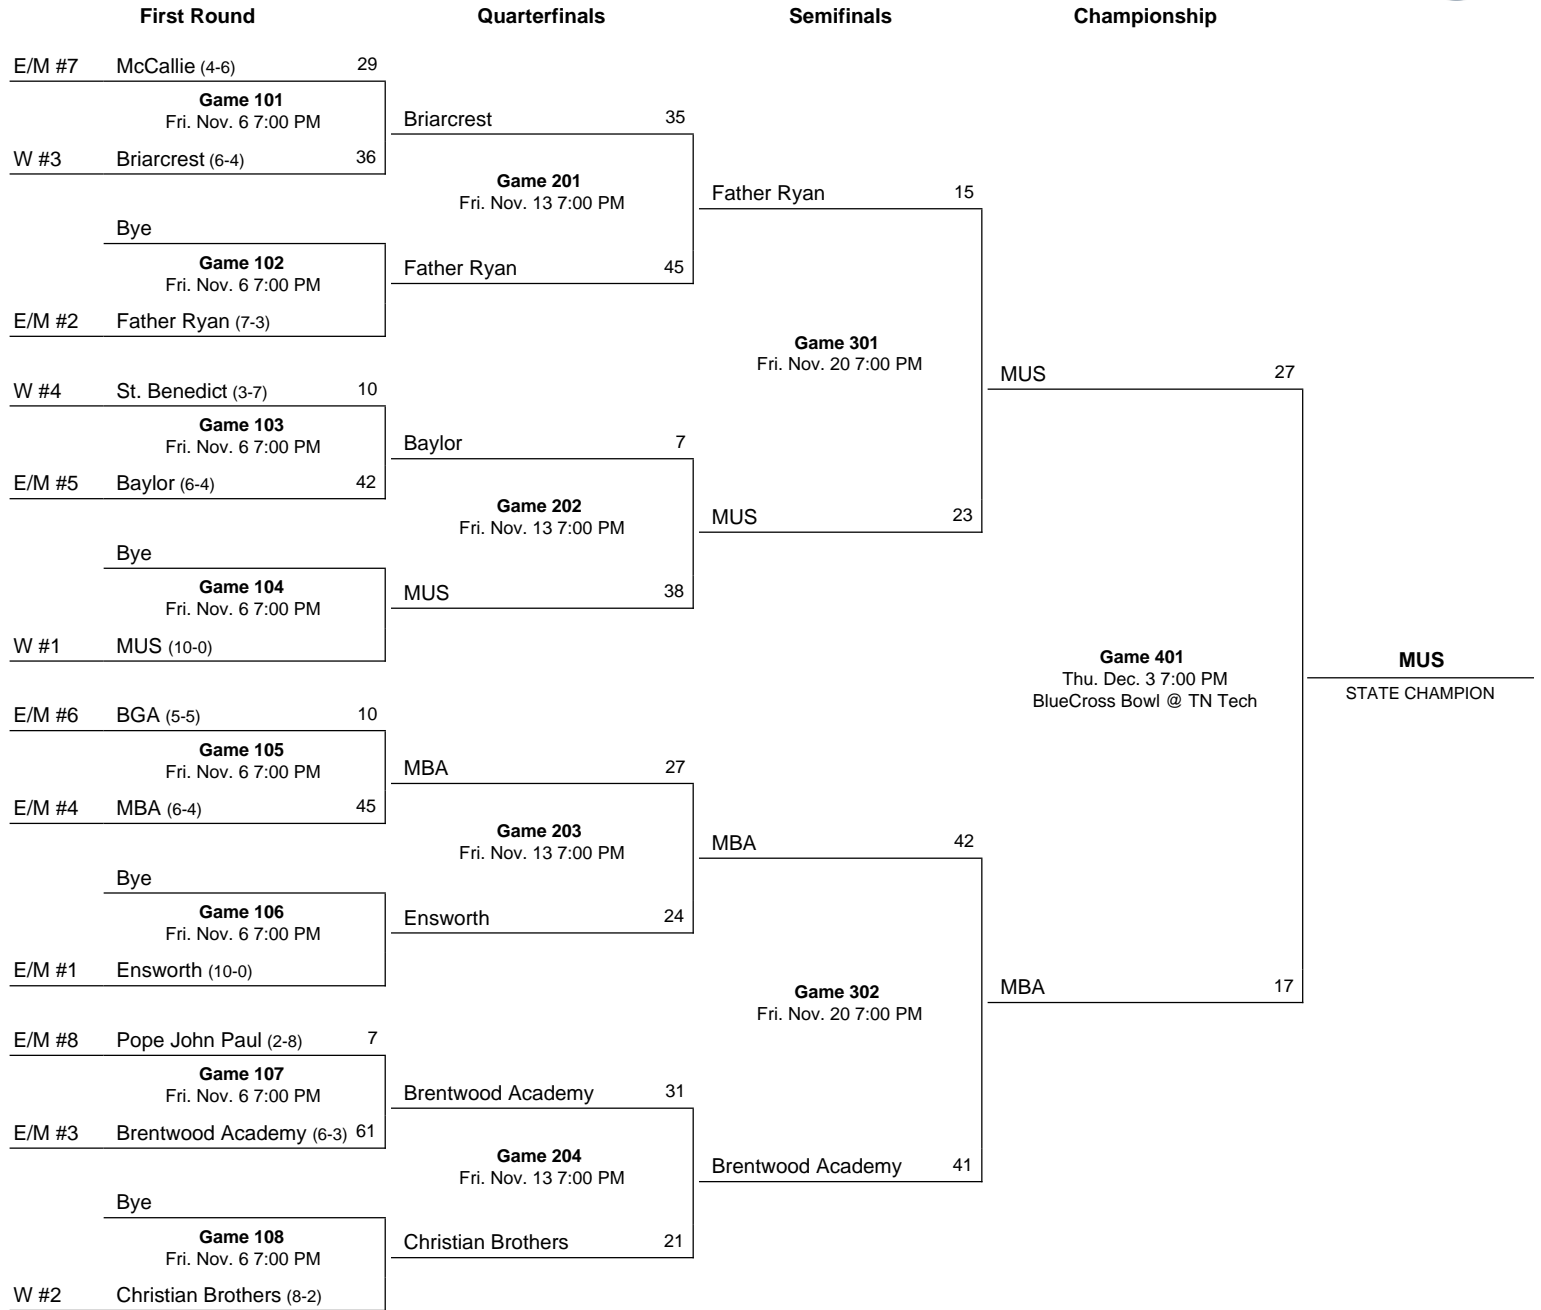 First Round Quarterfinals Semifinals Championship
E/M #7 McCallie (4-6) 29
Game 101
Fri. Nov. 6 7:00 PM
W #3 Briarcrest (6-4) 36
Bye
Game 102
Fri. Nov. 6 7:00 PM
E/M #2 Father Ryan (7-3)
W #4 St. Benedict (3-7) 10
Game 103
Fri. Nov. 6 7:00 PM
E/M #5 Baylor (6-4) 42
Bye
Game 104
Fri. Nov. 6 7:00 PM
W #1 MUS (10-0)
E/M #6 BGA (5-5) 10
Game 105
Fri. Nov. 6 7:00 PM
E/M #4 MBA (6-4) 45
Bye
Game 106
Fri. Nov. 6 7:00 PM
E/M #1 Ensworth (10-0)
E/M #8 Pope John Paul (2-8) 7
Game 107
Fri. Nov. 6 7:00 PM
E/M #3 Brentwood Academy (6-3) 61
Bye
Game 108
Fri. Nov. 6 7:00 PM
W #2 Christian Brothers (8-2)
Briarcrest 35
Game 201
Fri. Nov. 13 7:00 PM
Father Ryan 45
Baylor 7
Game 202
Fri. Nov. 13 7:00 PM
MUS 38
MBA 27
Game 203
Fri. Nov. 13 7:00 PM
Ensworth 24
Brentwood Academy 31
Game 204
Fri. Nov. 13 7:00 PM
Christian Brothers 21
Father Ryan 15
Game 301
Fri. Nov. 20 7:00 PM
MUS 23
MBA 42
Game 302
Fri. Nov. 20 7:00 PM
Brentwood Academy 41
MUS 27
Game 401
Thu. Dec. 3 7:00 PM
BlueCross Bowl @ TN Tech
MBA 17
MUS
STATE CHAMPION